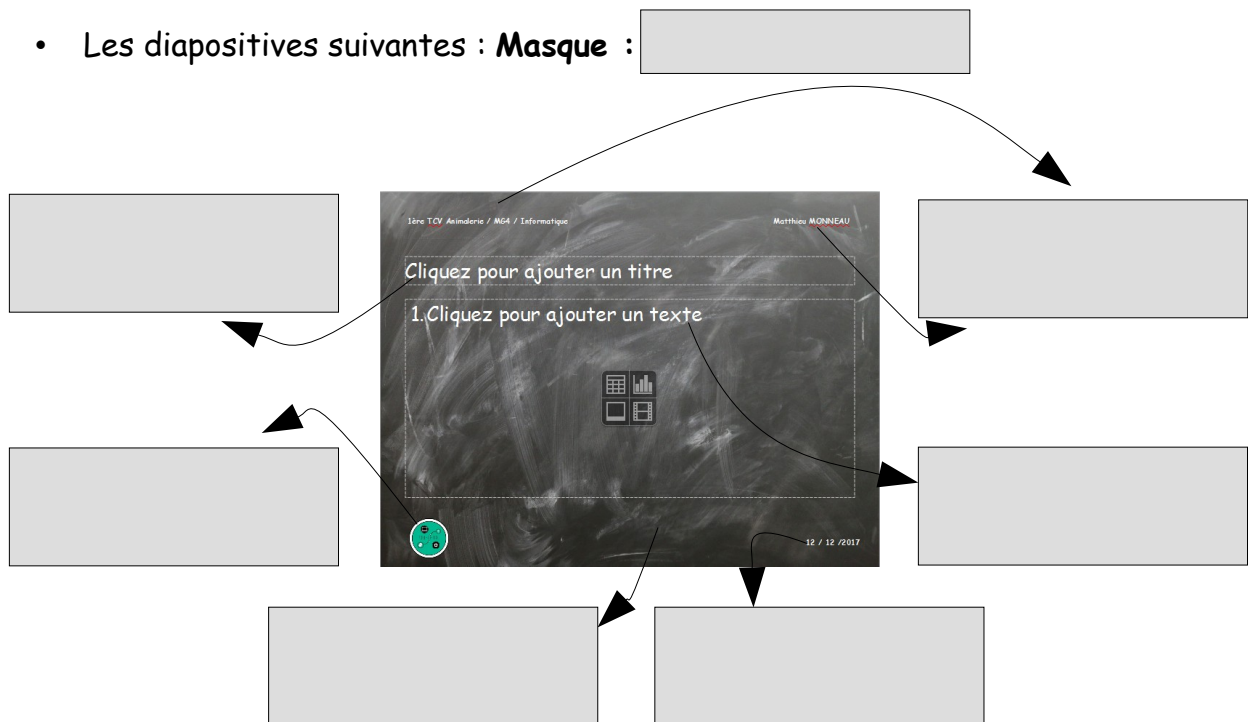 • Les diapositives suivantes : Masque :
1ère TCV Animalerie / MG4 / Informatique
Matthieu MONNEAU
Cliquez pour ajouter un titre
1.Cliquez pour ajouter un texte
12 / 12 /2017